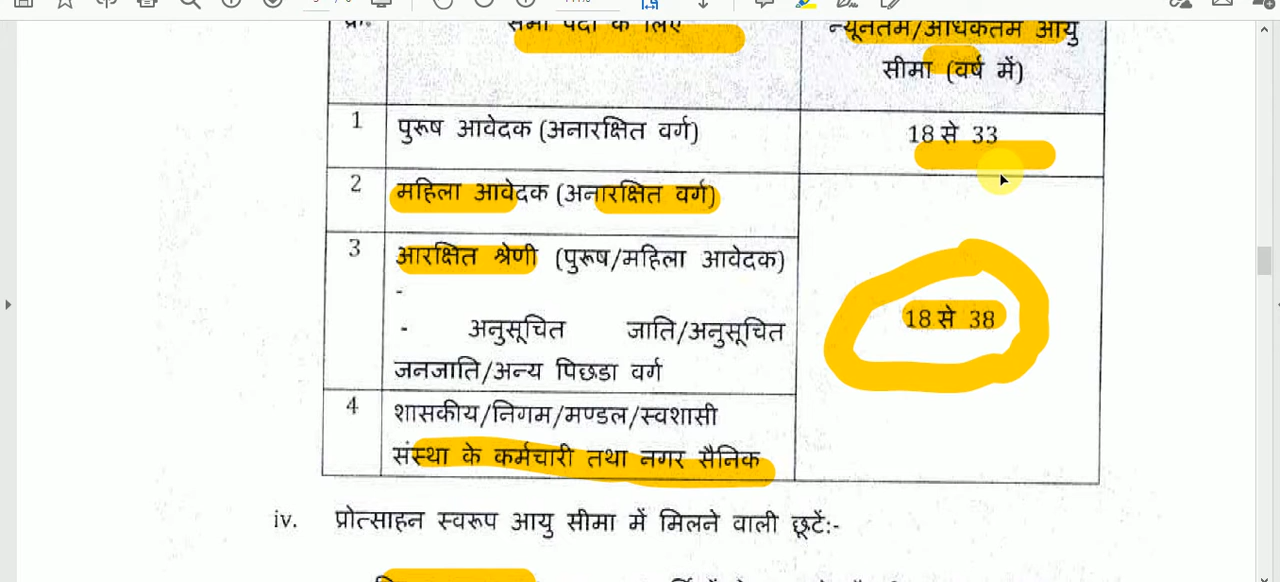 सभी पदों के लिए
न्यूनतम/अधिकतम आयु
सीमा (वर्ष में)
1 पुरूष आवेदक (अनारक्षित वर्ग) 18 से 33
2 महिला आवेदक (अनारक्षित वर्ग)
3 आरक्षित श्रेणी (पुरूष/महिला आवेदक)
-
- अनुसूचित जाति/अनुसूचित
18 से 38
जनजाति/अन्य पिछडा वर्ग
4 शासकीय/निगम/मण्डल/स्वशासी
संस्था के कर्मचारी तथा नगर सैनिक
iv. प्रोत्साहन स्वरूप आयु सीमा में मिलने वाली छूटें:-